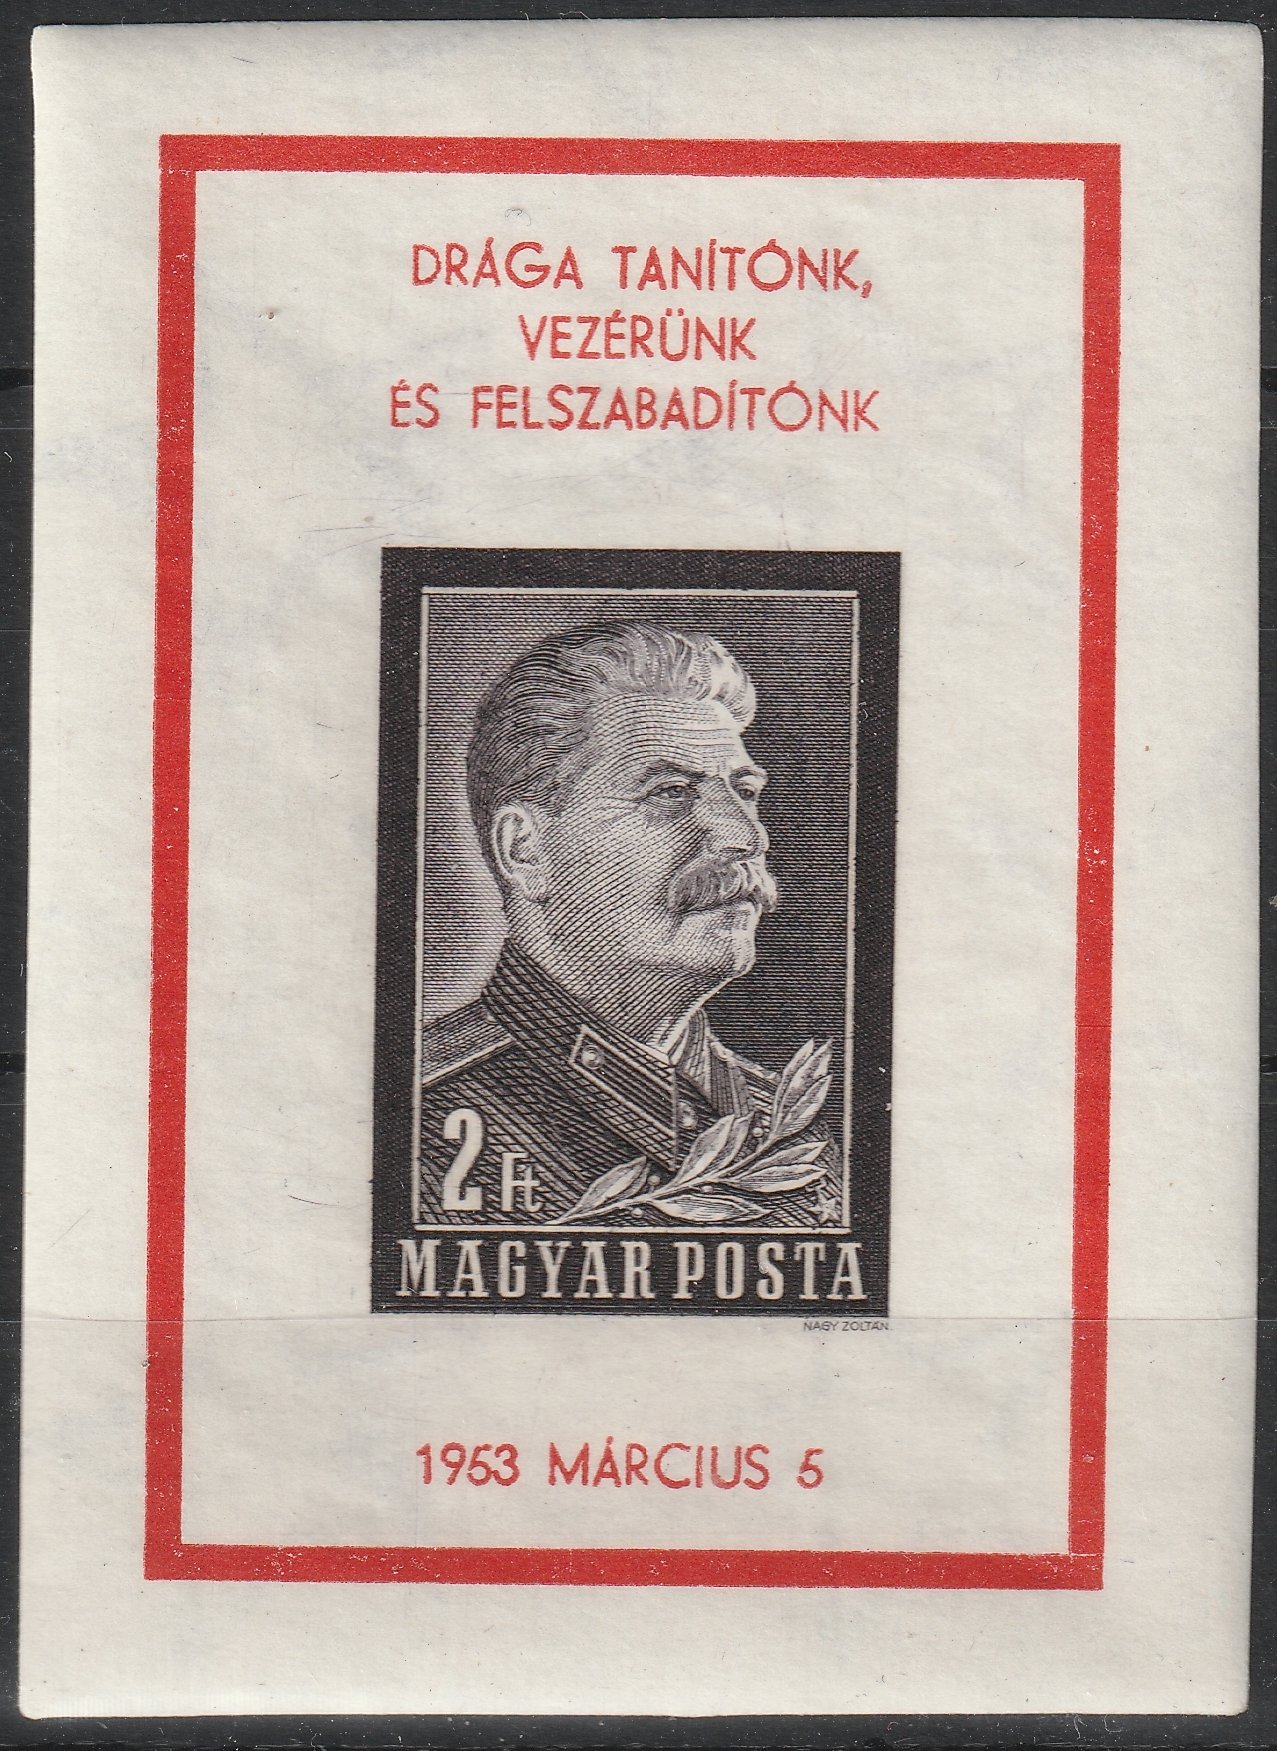 DRÁGA TANÍTÓNK,
VEZÉRÜNK
ÉS FELSZABADÍTÓNK
2 Ft
MAGYAR POSTA
NAGY ZOLTÁN
1953 MÁRCIUS 5